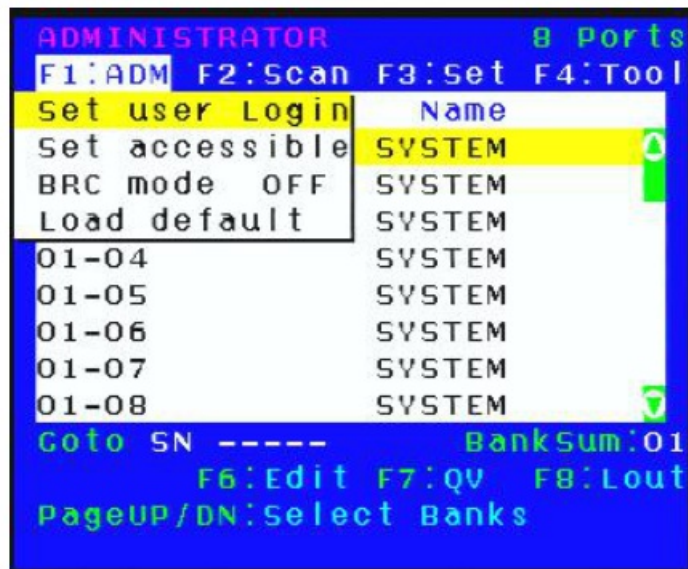 ADMINISTRATOR 8 Ports
F1:ADM F2:Scan F3:Set F4:Tool
Set user Login Name
Set accessible SYSTEM
BRC mode OFF SYSTEM
Load default SYSTEM
01-04 SYSTEM
01-05 SYSTEM
01-06 SYSTEM
01-07 SYSTEM
01-08 SYSTEM
Goto SN ----- BankSum:01
F6:Edit F7:QV F8:Lout
PageUP/DN:Select Banks